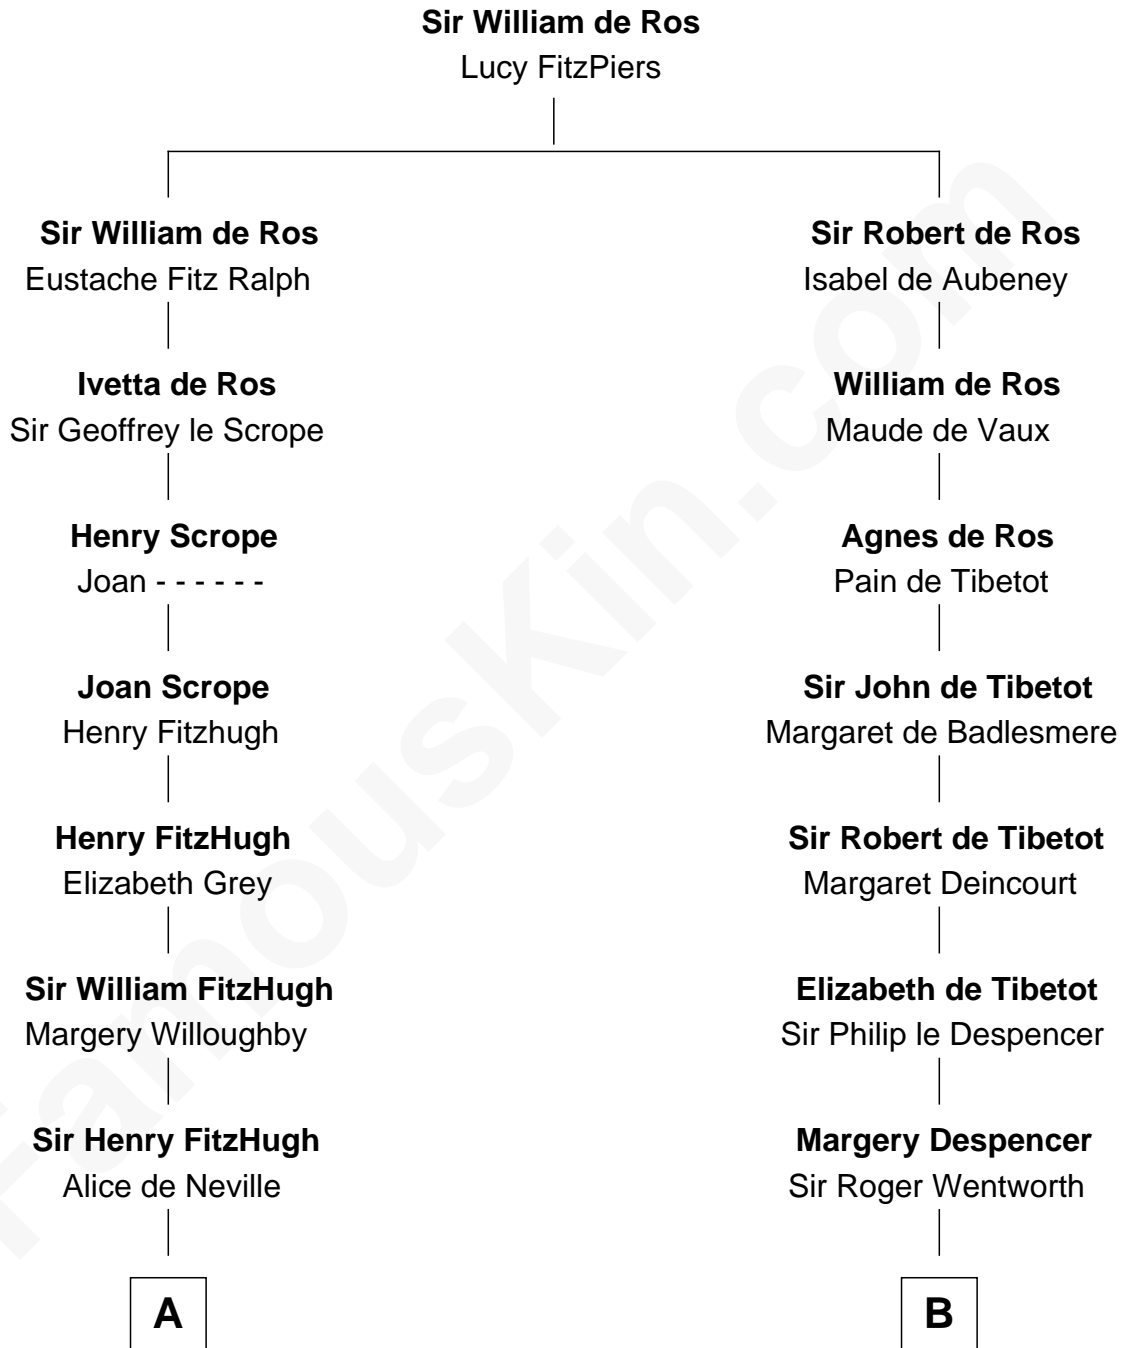 Sir William de Ros
Lucy FitzPiers
Sir William de Ros
Eustache Fitz Ralph
Sir Robert de Ros
Isabel de Aubeney
Ivetta de Ros
Sir Geoffrey le Scrope
William de Ros
Maude de Vaux
Henry Scrope
Joan - - - - - -
Agnes de Ros
Pain de Tibetot
Joan Scrope
Henry Fitzhugh
Sir John de Tibetot
Margaret de Badlesmere
Henry FitzHugh
Elizabeth Grey
Sir Robert de Tibetot
Margaret Deincourt
Sir William FitzHugh
Margery Willoughby
Elizabeth de Tibetot
Sir Philip le Despencer
Sir Henry FitzHugh
Alice de Neville
Margery Despencer
Sir Roger Wentworth
A
B
FamousKin.com